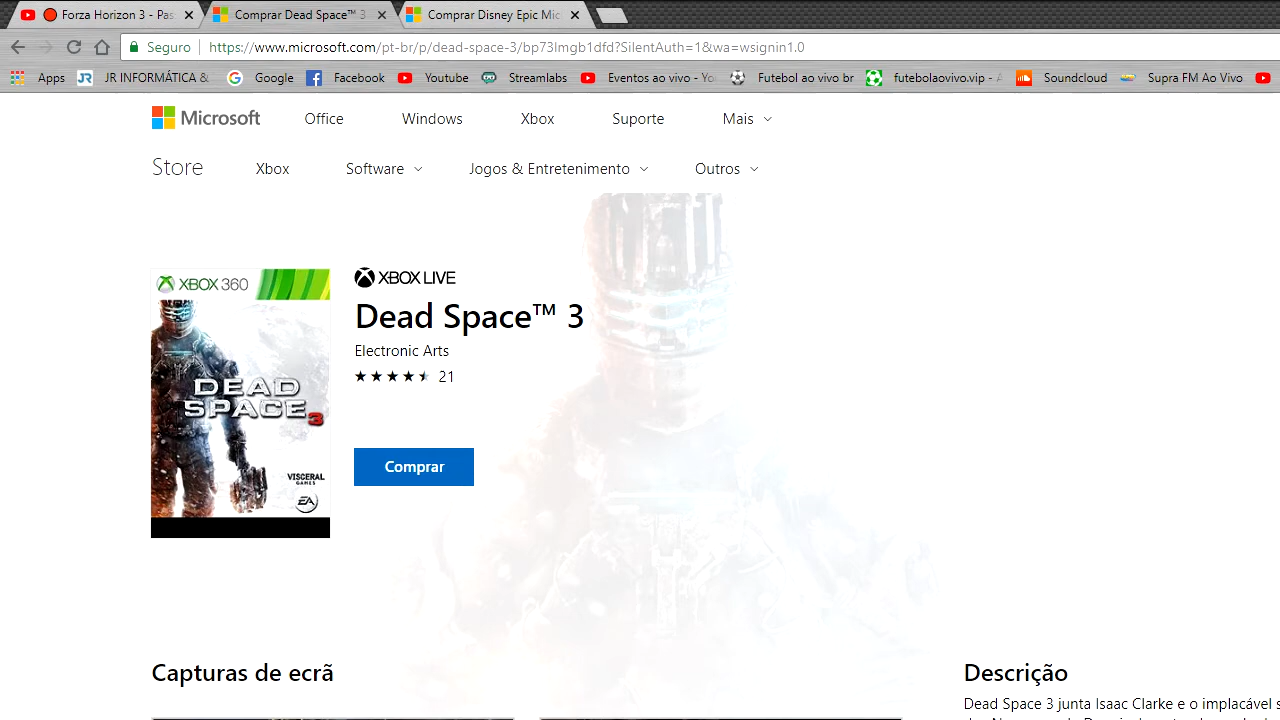 Forza Horizon 3 - Pas
Comprar Dead Space™ 3
Comprar Disney Epic Mic
Seguro
https://www.microsoft.com/pt-br/p/dead-space-3/bp73lmgb1dfd?SilentAuth=1&wa=wsignin1.0
Apps JR INFORMÁTICA & Google Facebook Youtube Streamlabs Eventos ao vivo - Yo Futebol ao vivo br futebolaovivo.vip - A Soundcloud Supra FM Ao Vivo
Microsoft Office Windows Xbox Suporte Mais
Store Xbox Software Jogos & Entretenimento Outros
XBOX 360
DEAD
SPACE 3
VISCERAL
GAMES
EA
XBOX LIVE
Dead Space™ 3
Electronic Arts
21
Comprar
Capturas de ecrã
Descrição
Dead Space 3 junta Isaac Clarke e o implacável s